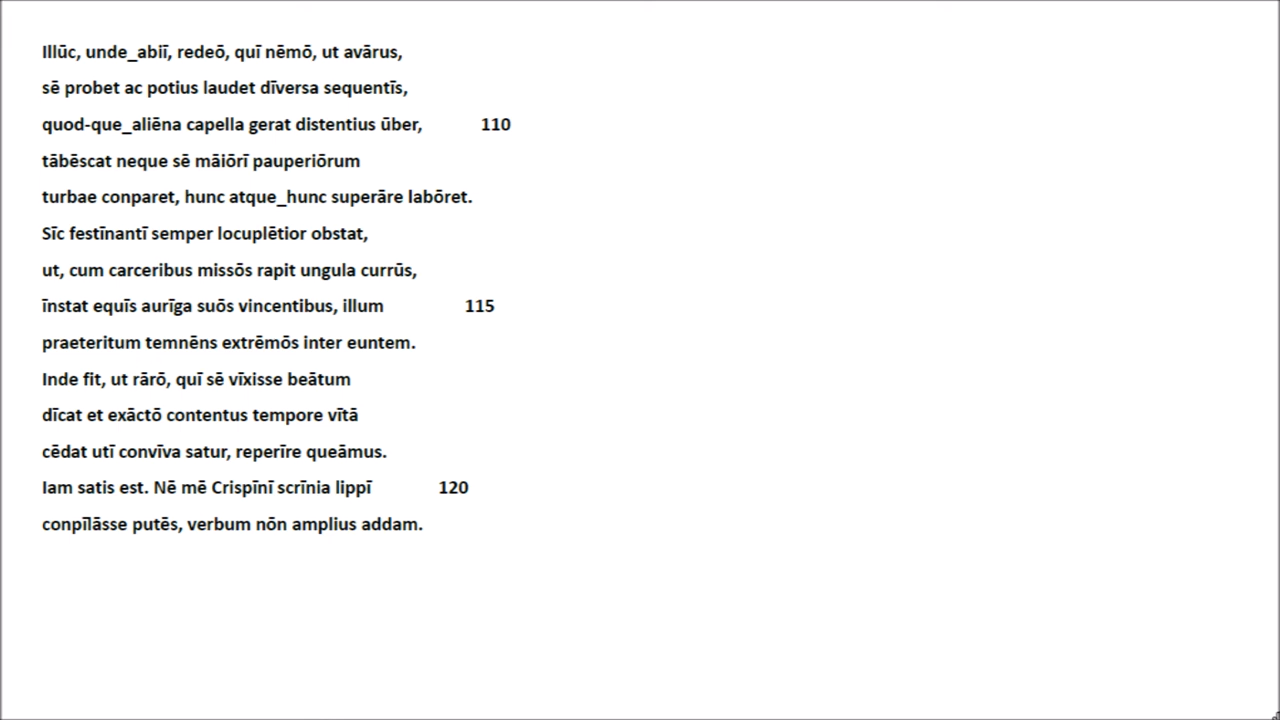 Illūc, unde_abiī, redeō, quī nēmō, ut avārus,
sē probet ac potius laudet dīversa sequentīs,
quod-que_aliēna capella gerat distentius ūber, 110
tābēscat neque sē māiōrī pauperiōrum
turbae conparet, hunc atque_hunc superāre labōret.
Sīc festīnantī semper locuplētior obstat,
ut, cum carceribus missōs rapit ungula currūs,
īnstat equīs aurīga suōs vincentibus, illum 115
praeteritum temnēns extrēmōs inter euntem.
Inde fit, ut rārō, quī sē vīxisse beātum
dīcat et exāctō contentus tempore vītā
cēdat utī convīva satur, reperīre queāmus.
Iam satis est. Nē mē Crispīnī scrīnia lippī 120
conpīlāsse putēs, verbum nōn amplius addam.